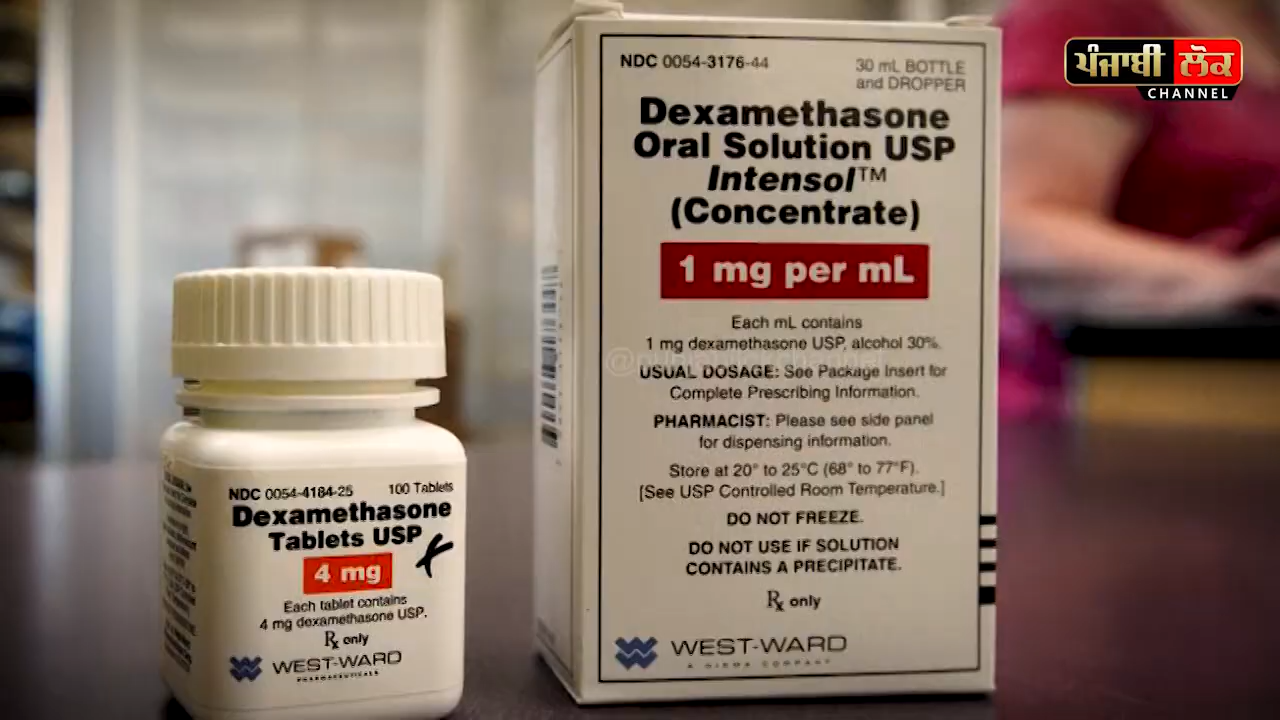 NDC 0054-4184-25 100 Tablets
Dexamethasone
Tablets USP
4 mg
Each tablet contains
4 mg dexamethasone USP.
Rx only
WEST-WARD
PHARMACEUTICALS
NDC 0054-3176-44
30 mL BOTTLE
and DROPPER
Dexamethasone
Oral Solution USP
Intensol™
(Concentrate)
1 mg per mL
Each mL contains
1 mg dexamethasone USP, alcohol 30%.
USUAL DOSAGE: See Package Insert for
Complete Prescribing Information.
PHARMACIST: Please see side panel
for dispensing information.
Store at 20° to 25°C (68° to 77°F).
[See USP Controlled Room Temperature.]
DO NOT FREEZE.
DO NOT USE IF SOLUTION
CONTAINS A PRECIPITATE.
Rx only
WEST-WARD
A HIKMA COMPANY
ਪੰਜਾਬੀ ਲੋਕ
CHANNEL